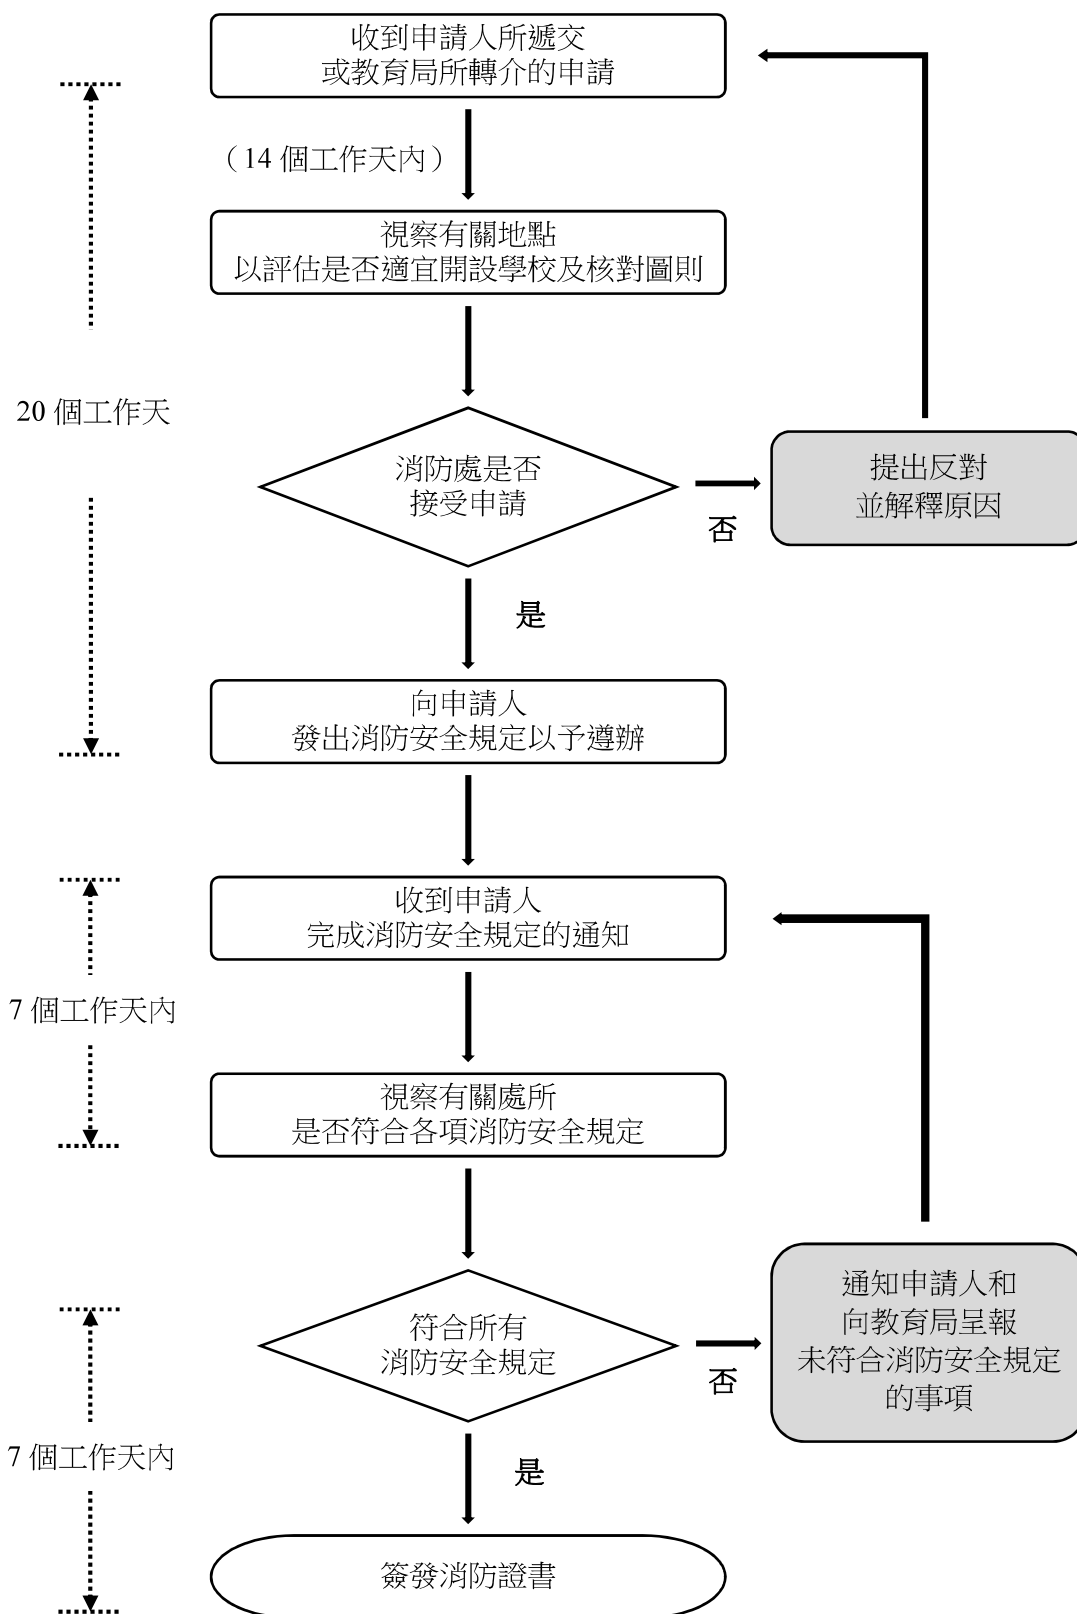 收到申請人所遞交
或教育局所轉介的申請
（14 個工作天內）
視察有關地點
以評估是否適宜開設學校及核對圖則
20 個工作天
消防處是否
接受申請
否
提出反對
並解釋原因
是
向申請人
發出消防安全規定以予遵辦
收到申請人
完成消防安全規定的通知
7 個工作天內
視察有關處所
是否符合各項消防安全規定
符合所有
消防安全規定
否
通知申請人和
向教育局呈報
未符合消防安全規定
的事項
7 個工作天內
是
簽發消防證書